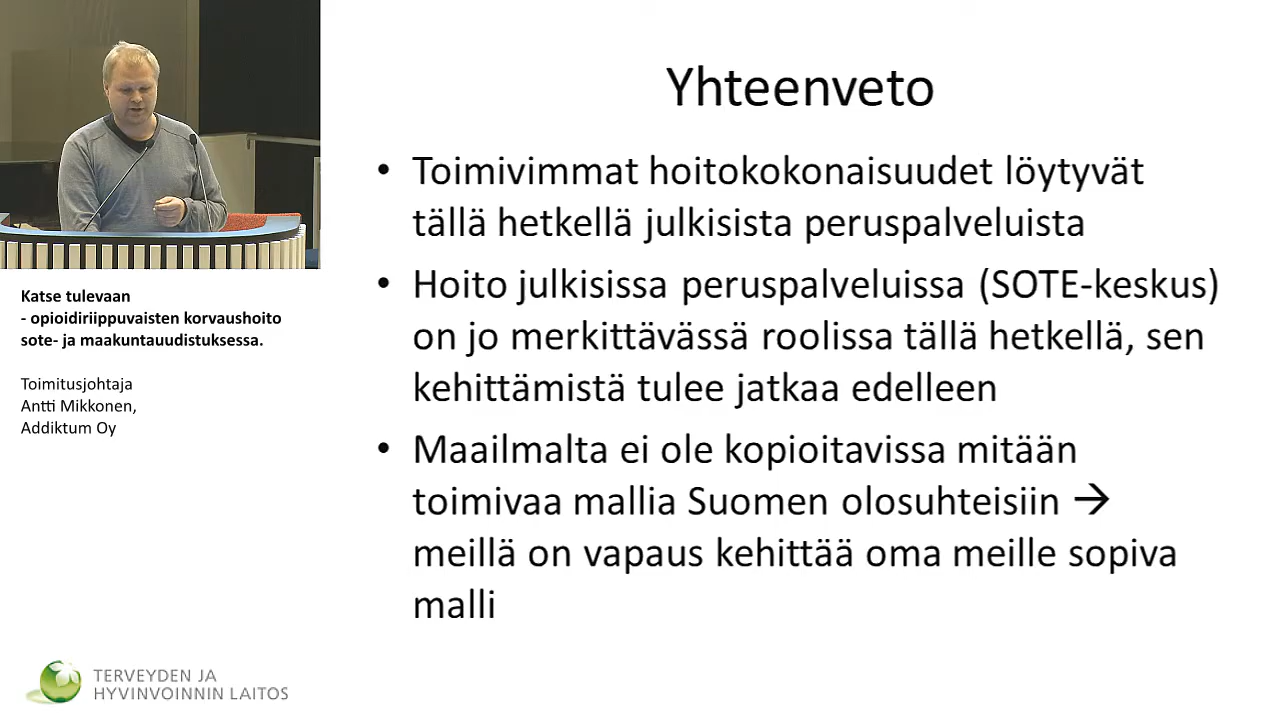 Yhteenveto
• Toimivimmat hoitokokonaisuudet löytyvät
tällä hetkellä julkisista peruspalveluista
• Hoito julkisissa peruspalveluissa (SOTE-keskus)
on jo merkittävässä roolissa tällä hetkellä, sen
kehittämistä tulee jatkaa edelleen
• Maailmalta ei ole kopioitavissa mitään
toimivaa mallia Suomen olosuhteisiin →
meillä on vapaus kehittää oma meille sopiva
malli
Katse tulevaan
- opioidiriippuvaisten korvaushoito
sote- ja maakuntauudistuksessa.
Toimitusjohtaja
Antti Mikkonen,
Addiktum Oy
TERVEYDEN JA
HYVINVOINNIN LAITOS